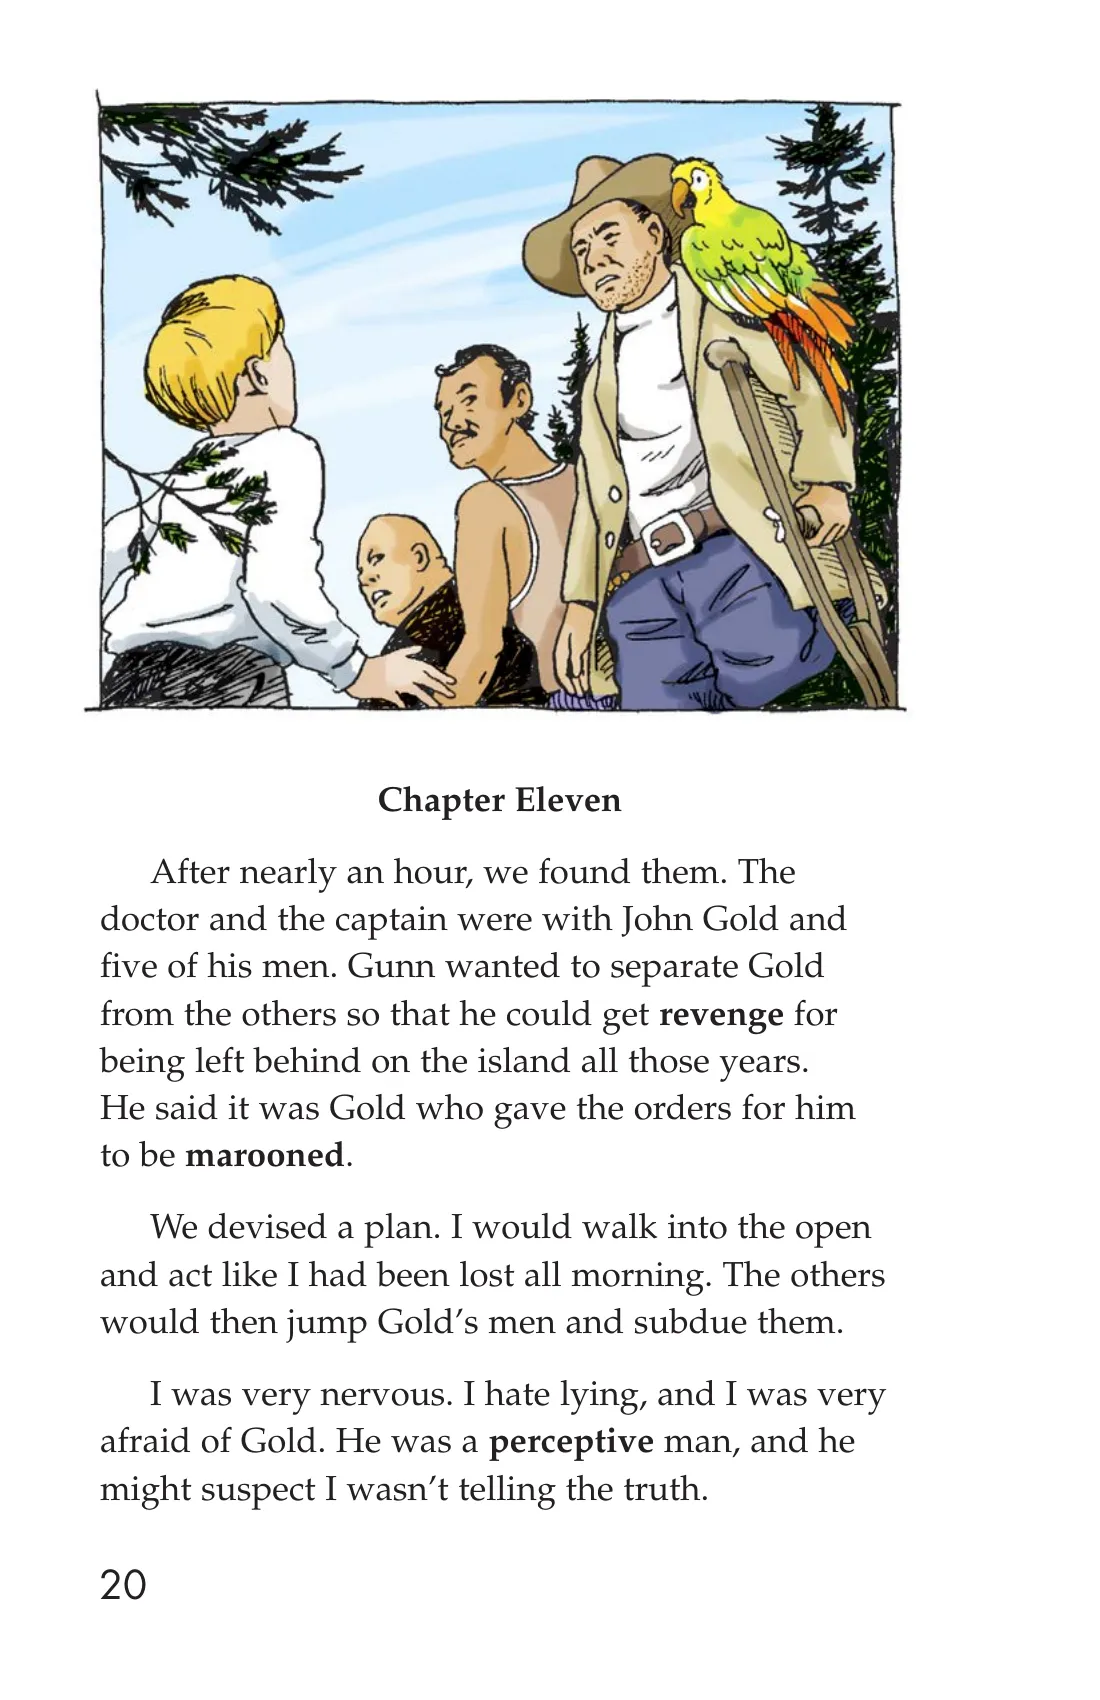 Chapter Eleven
After nearly an hour, we found them. The
doctor and the captain were with John Gold and
five of his men. Gunn wanted to separate Gold
from the others so that he could get revenge for
being left behind on the island all those years.
He said it was Gold who gave the orders for him
to be marooned.
We devised a plan. I would walk into the open
and act like I had been lost all morning. The others
would then jump Gold’s men and subdue them.
I was very nervous. I hate lying, and I was very
afraid of Gold. He was a perceptive man, and he
might suspect I wasn’t telling the truth.
20